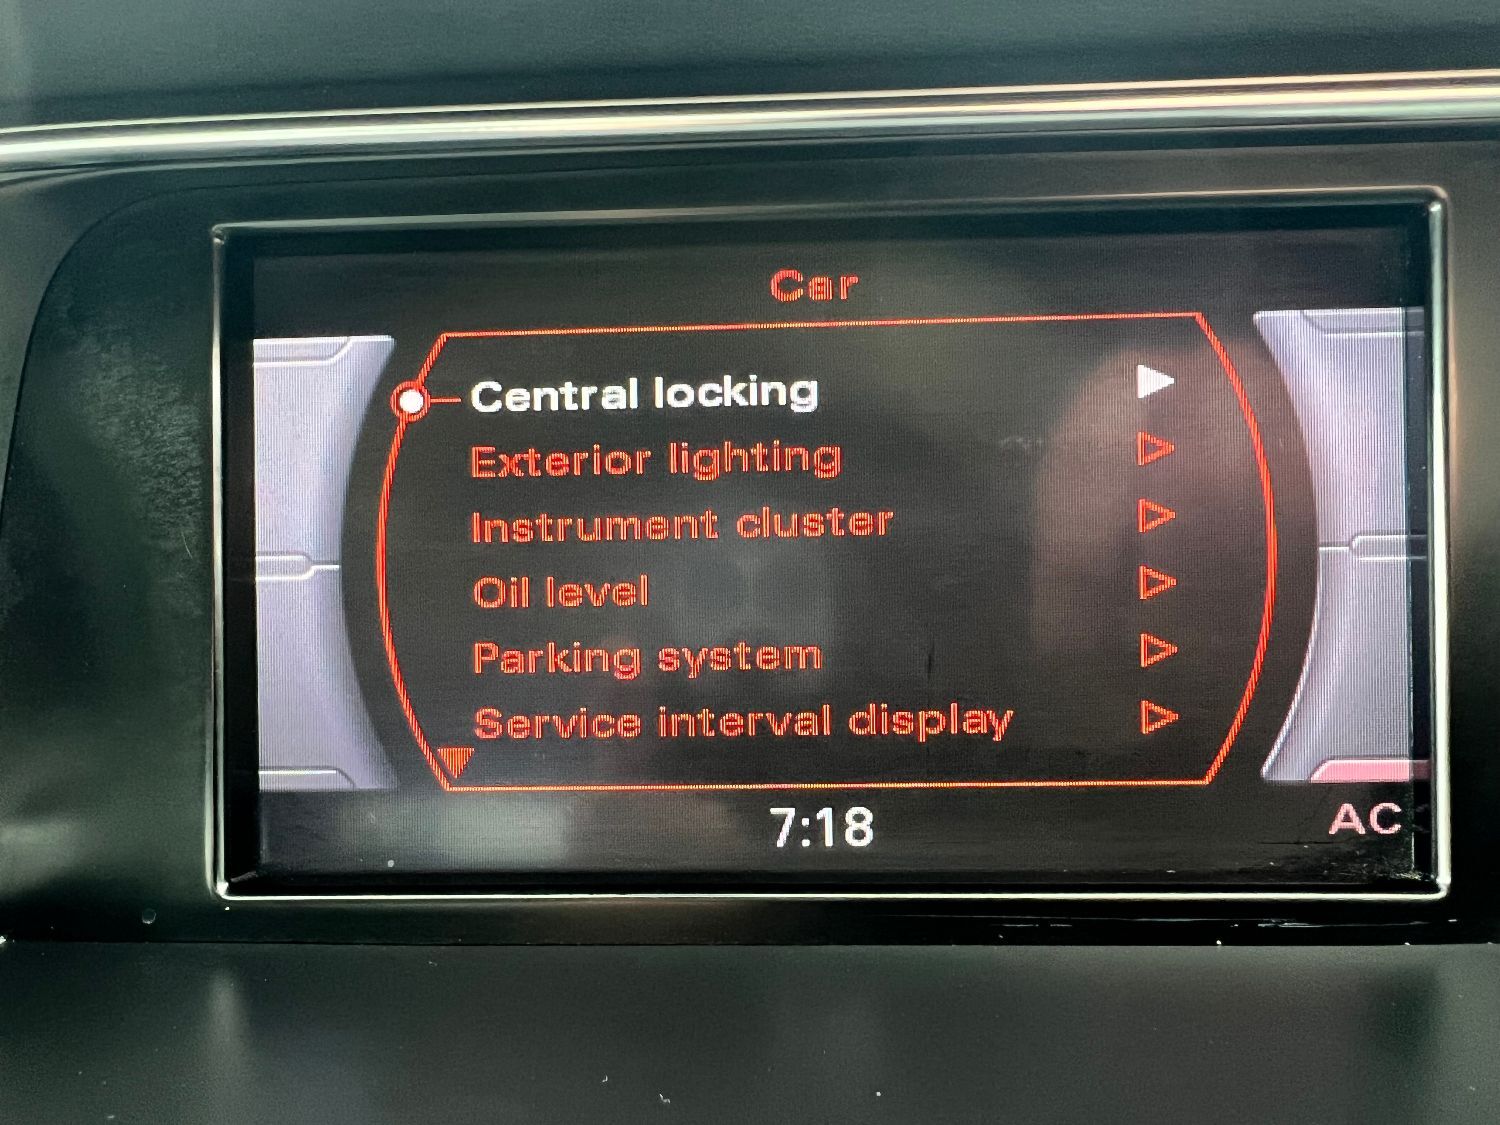 Car
Central locking
Exterior lighting
Instrument cluster
Oil level
Parking system
Service interval display
7:18
AC